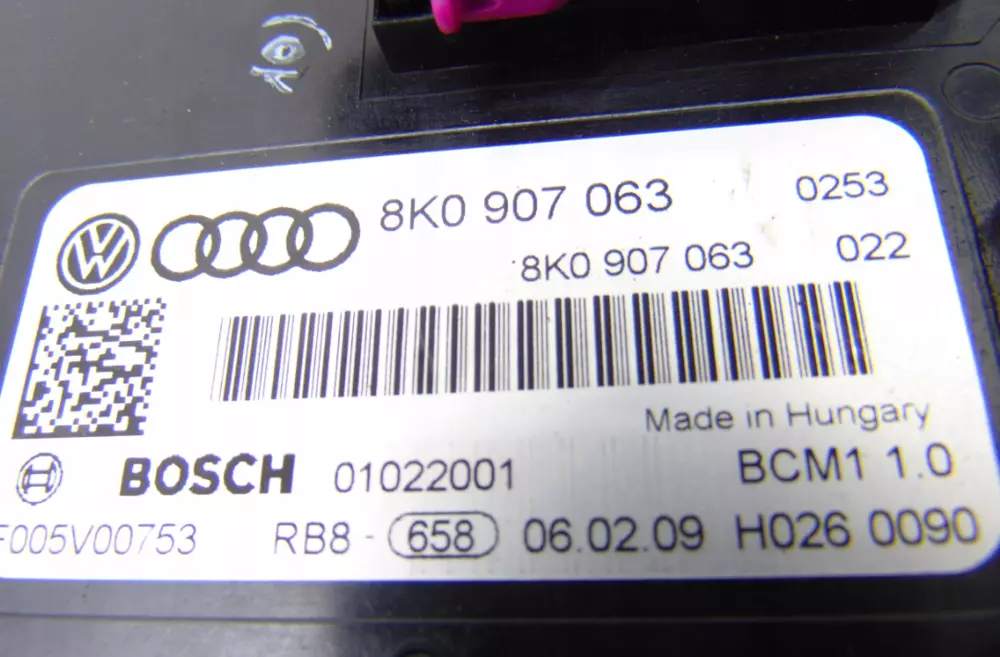 8K0 907 063 0253
8K0 907 063 022
Made in Hungary
BOSCH 01022001 BCM1 1.0
F005V00753 RB8 - 658 06.02.09 H026 0090